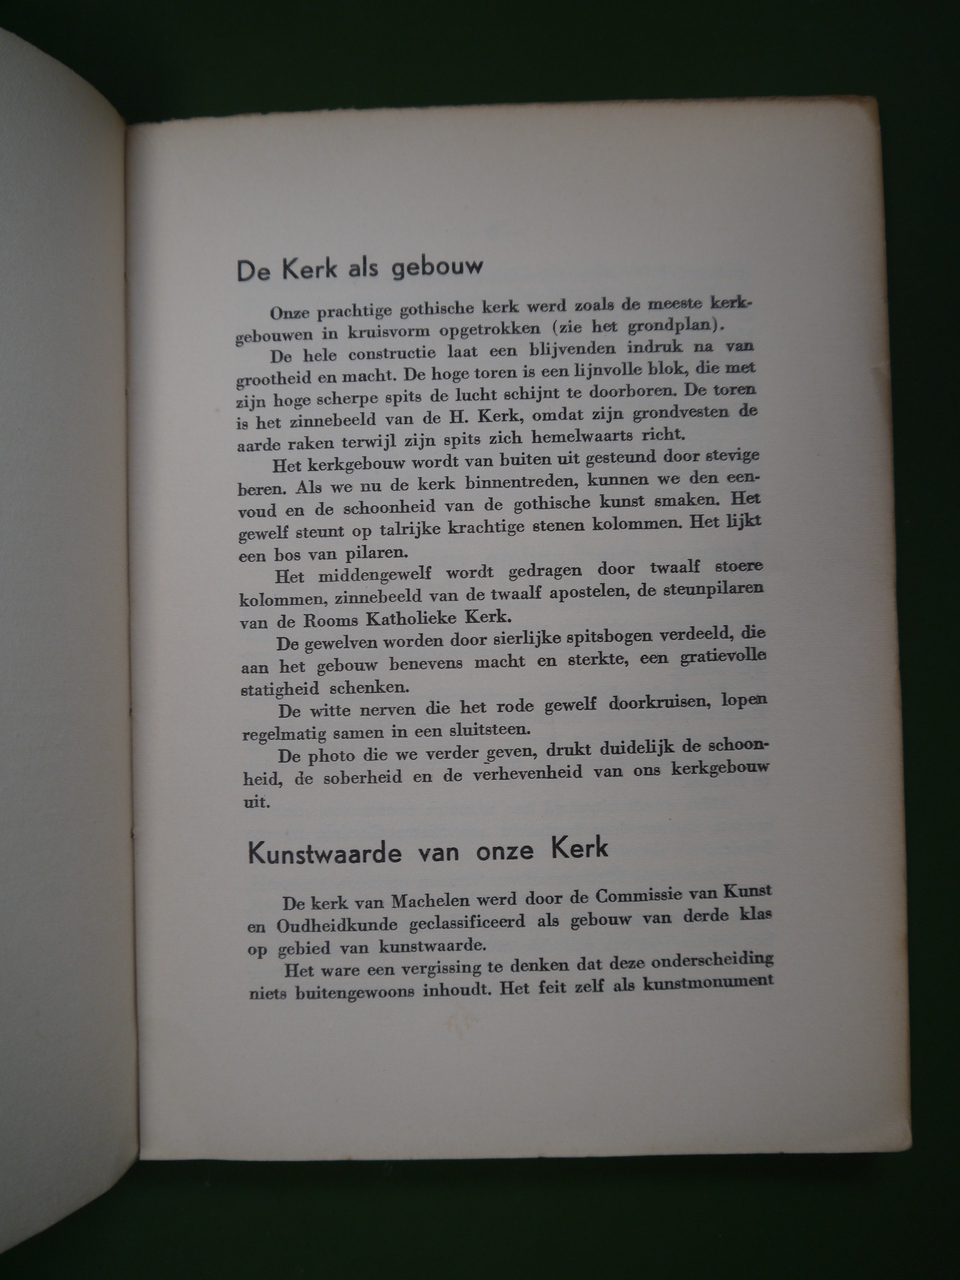 De Kerk als gebouw
Onze prachtige gothische kerk werd zoals de meeste kerk-
gebouwen in kruisvorm opgetrokken (zie het grondplan).
De hele constructie laat een blijvenden indruk na van
grootheid en macht. De hoge toren is een lijnvolle blok, die met
zijn hoge scherpe spits de lucht schijnt te doorboren. De toren
is het zinnebeeld van de H. Kerk, omdat zijn grondvesten de
aarde raken terwijl zijn spits zich hemelwaarts richt.
Het kerkgebouw wordt van buiten uit gesteund door stevige
beren. Als we nu de kerk binnentreden, kunnen we den een-
voud en de schoonheid van de gothische kunst smaken. Het
gewelf steunt op talrijke krachtige stenen kolommen. Het lijkt
een bos van pilaren.
Het middengewelf wordt gedragen door twaalf stoere
kolommen, zinnebeeld van de twaalf apostelen, de steunpilaren
van de Rooms Katholieke Kerk.
De gewelven worden door sierlijke spitsbogen verdeeld, die
aan het gebouw benevens macht en sterkte, een gratievolle
statigheid schenken.
De witte nerven die het rode gewelf doorkruisen, lopen
regelmatig samen in een sluitsteen.
De photo die we verder geven, drukt duidelijk de schoon-
heid, de soberheid en de verhevenheid van ons kerkgebouw
uit.
Kunstwaarde van onze Kerk
De kerk van Machelen werd door de Commissie van Kunst
en Oudheidkunde geclassificeerd als gebouw van derde klas
op gebied van kunstwaarde.
Het ware een vergissing te denken dat deze onderscheiding
niets buitengewoons inhoudt. Het feit zelf als kunstmonument